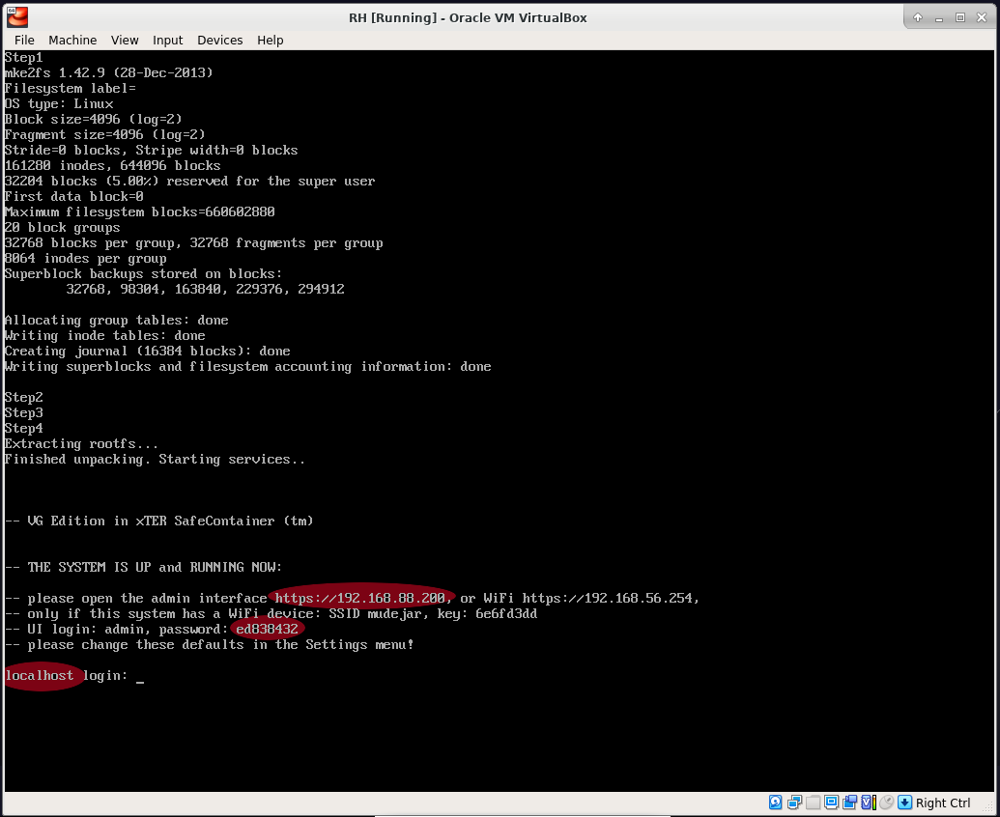 RH [Running] - Oracle VM VirtualBox
File Machine View Input Devices Help
Step1
mke2fs 1.42.9 (28-Dec-2013)
Filesystem label=
OS type: Linux
Block size=4096 (log=2)
Fragment size=4096 (log=2)
Stride=0 blocks, Stripe width=0 blocks
161280 inodes, 644096 blocks
32204 blocks (5.00%) reserved for the super user
First data block=0
Maximum filesystem blocks=660602880
20 block groups
32768 blocks per group, 32768 fragments per group
8064 inodes per group
Superblock backups stored on blocks:
32768, 98304, 163840, 229376, 294912
Allocating group tables: done
Writing inode tables: done
Creating journal (16384 blocks): done
Writing superblocks and filesystem accounting information: done
Step2
Step3
Step4
Extracting rootfs...
Finished unpacking. Starting services..
-- VG Edition in xTER SafeContainer (tm)
-- THE SYSTEM IS UP and RUNNING NOW:
-- please open the admin interface https://192.168.88.200, or WiFi https://192.168.56.254,
-- only if this system has a WiFi device: SSID mudejar, key: 6e6fd3dd
-- UI login: admin, password: ed838432
-- please change these defaults in the Settings menu!
localhost login: _
Right Ctrl